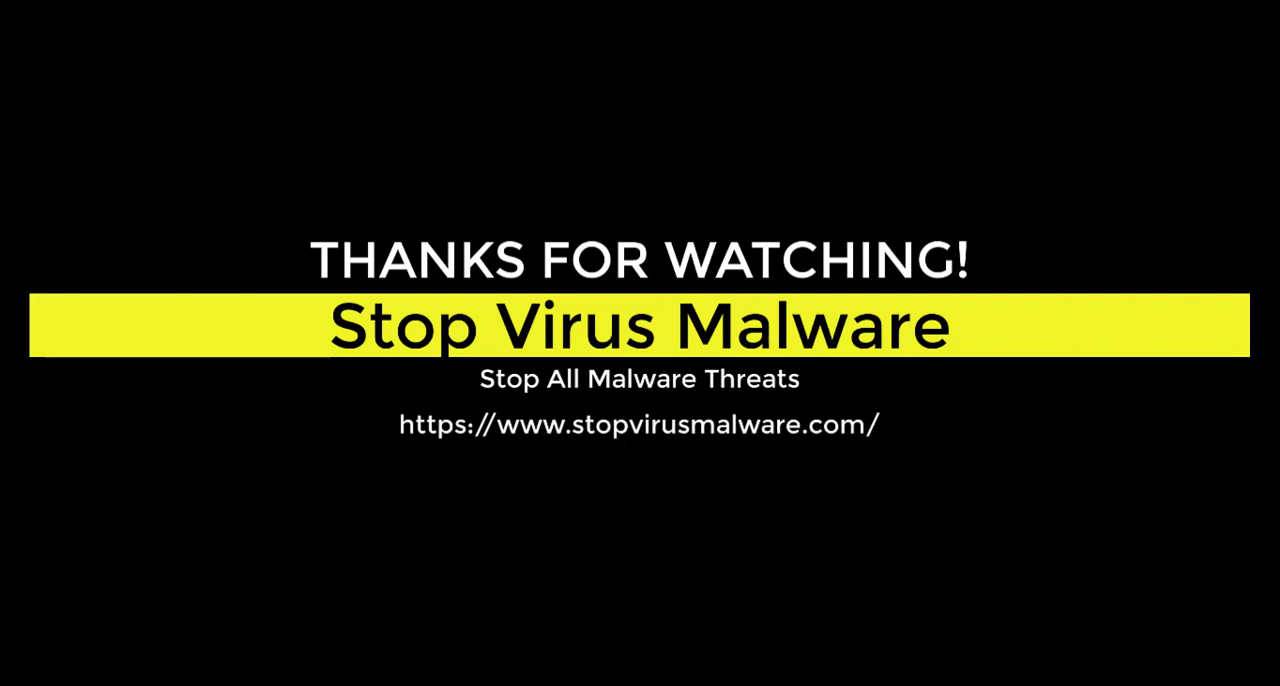 THANKS FOR WATCHING!
Stop Virus Malware
Stop All Malware Threats
https://www.stopvirusmalware.com/